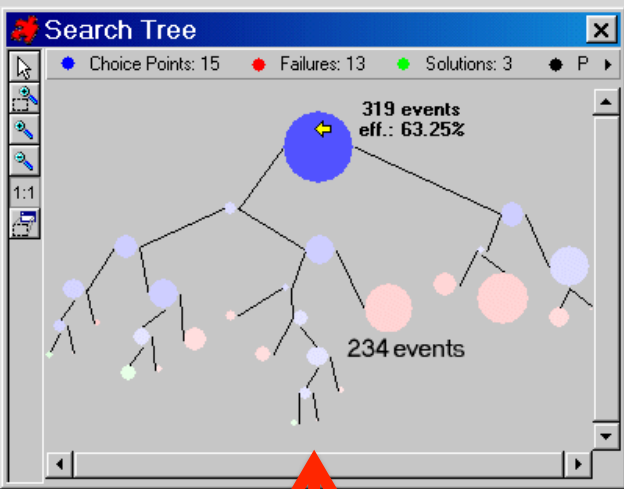 Search Tree
Choice Points: 15 Failures: 13 Solutions: 3 P
319 events
eff.: 63.25%
1:1
234 events